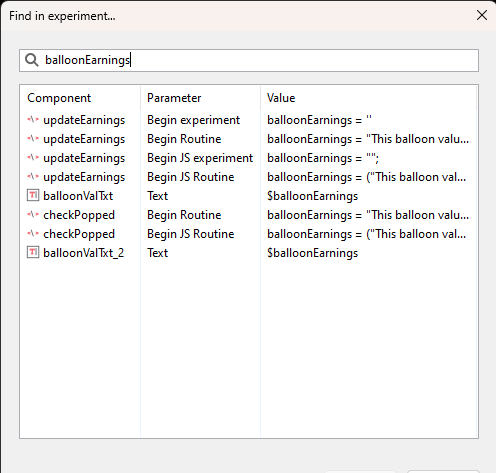 Find in experiment...
balloonEarnings
Component Parameter Value
updateEarnings Begin experiment balloonEarnings = ''
updateEarnings Begin Routine balloonEarnings = "This balloon valu...
updateEarnings Begin JS experiment balloonEarnings = "";
updateEarnings Begin JS Routine balloonEarnings = ("This balloon val...
balloonValTxt Text $balloonEarnings
checkPopped Begin Routine balloonEarnings = "This balloon valu...
checkPopped Begin JS Routine balloonEarnings = ("This balloon val...
balloonValTxt_2 Text $balloonEarnings